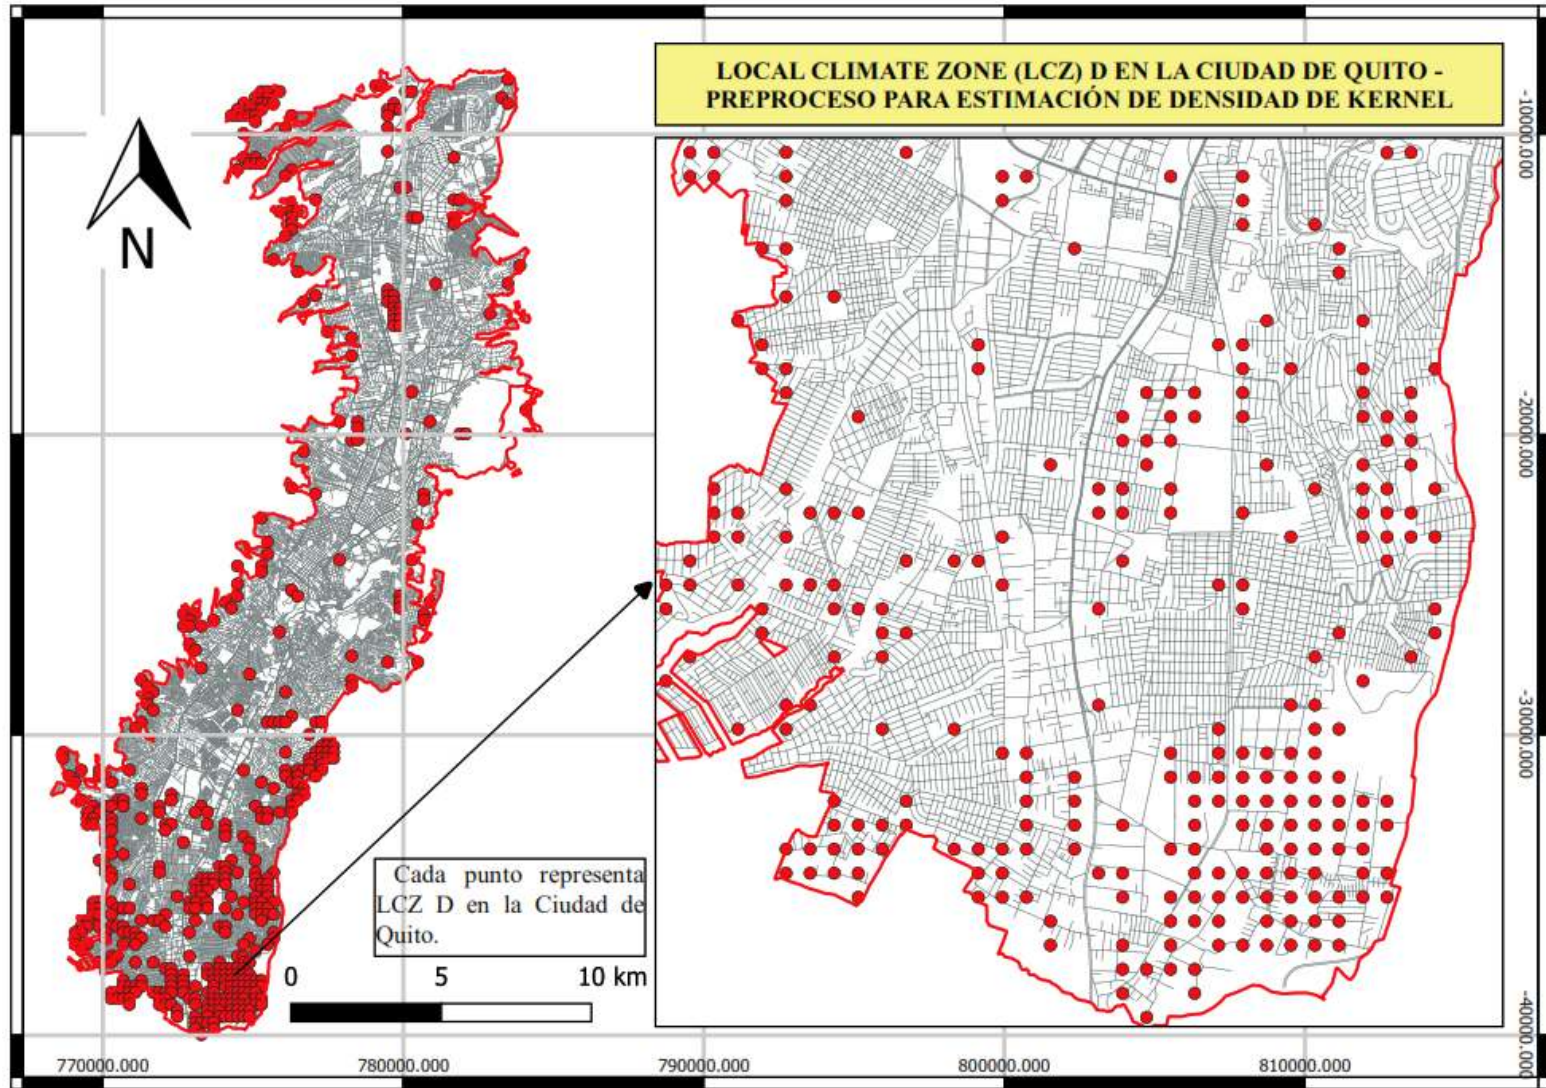 LOCAL CLIMATE ZONE (LCZ) D EN LA CIUDAD DE QUITO -
PREPROCESO PARA ESTIMACIÓN DE DENSIDAD DE KERNEL
N
Cada punto representa
LCZ D en la Ciudad de
Quito.
0 5 10 km
-10000.000
-20000.000
-30000.000
-40000.000
770000.000 780000.000 790000.000 800000.000 810000.000